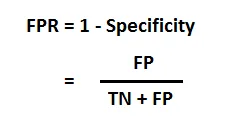 FPR = 1 - Specificity
= FP
TN + FP